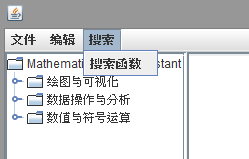 文件 编辑 搜索
搜索函数
Mathemati
stant
绘图与可视化
数据操作与分析
数值与符号运算